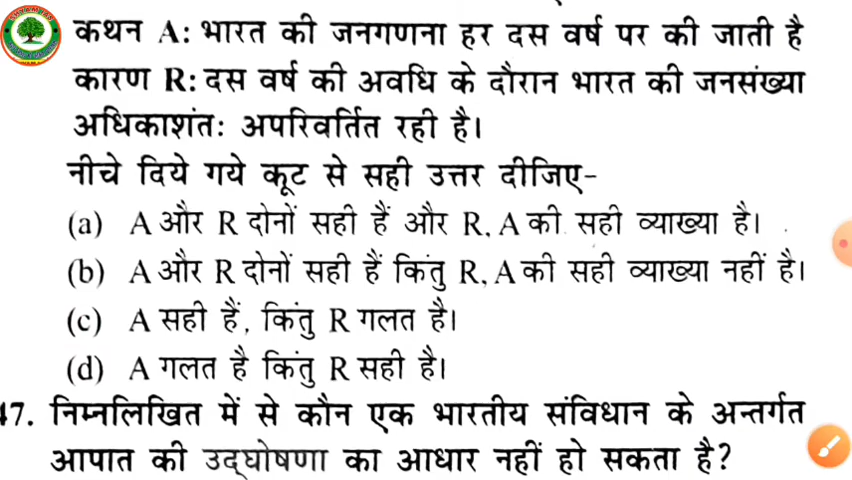 कथन A: भारत की जनगणना हर दस वर्ष पर की जाती है
कारण R: दस वर्ष की अवधि के दौरान भारत की जनसंख्या
अधिकाशंत: अपरिवर्तित रही है।
नीचे दिये गये कूट से सही उत्तर दीजिए-
(a) A और R दोनों सही हैं और R, A की सही व्याख्या है।
(b) A और R दोनों सही हैं किंतु R, A की सही व्याख्या नहीं है।
(c) A सही हैं, किंतु R गलत है।
(d) A गलत है किंतु R सही है।
47. निम्नलिखित में से कौन एक भारतीय संविधान के अन्तर्गत
आपात की उद्घोषणा का आधार नहीं हो सकता है?